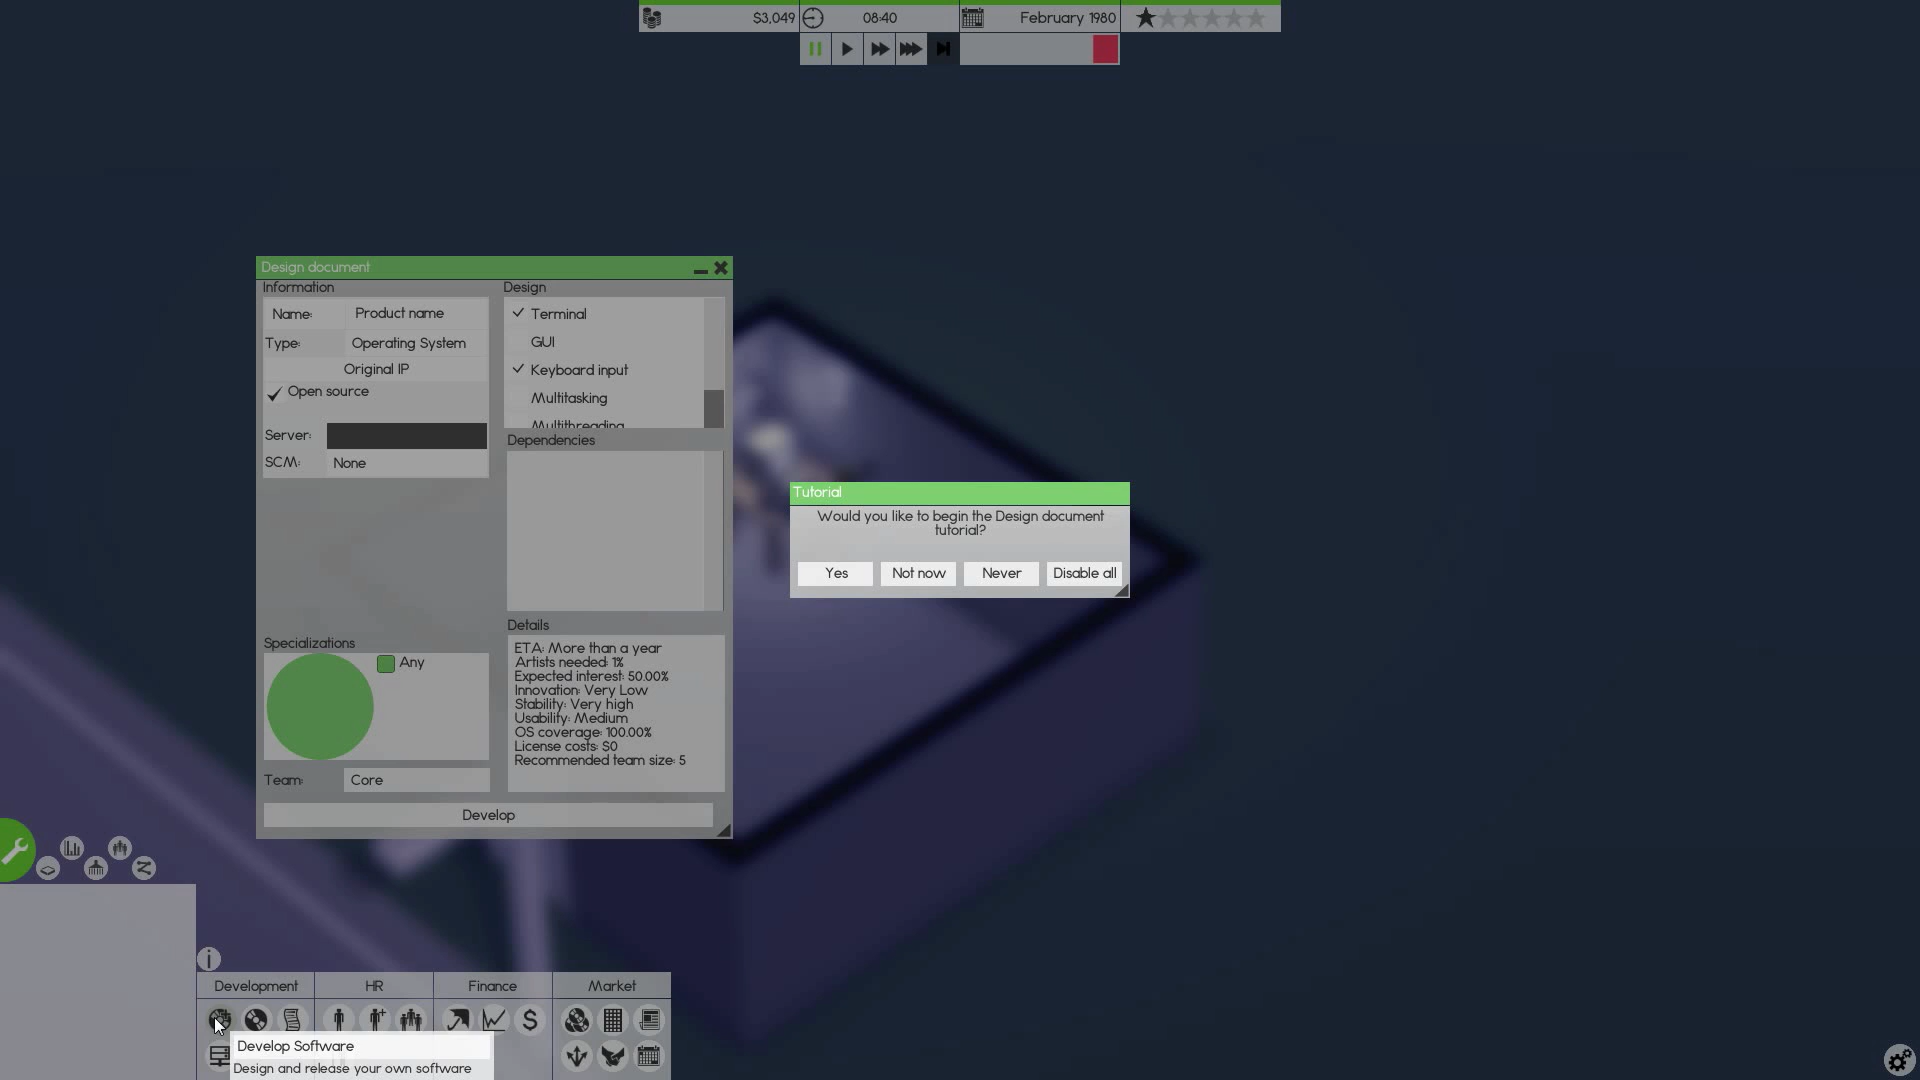 $3,049
08:40
February 1980
Design document
Information
Name:
Product name
Type:
Operating System
Original IP
Open source
Server:
SCM:
None
Design
Terminal
GUI
Keyboard input
Multitasking
Multithreading
Dependencies
Specializations
Any
Team:
Core
Details
ETA: More than a year
Artists needed: 1%
Expected interest: 50.00%
Innovation: Very Low
Stability: Very high
Usability: Medium
OS coverage: 100.00%
License costs: $0
Recommended team size: 5
Develop
Tutorial
Would you like to begin the Design document
tutorial?
Yes
Not now
Never
Disable all
Development
HR
Finance
Market
Develop Software
Design and release your own software